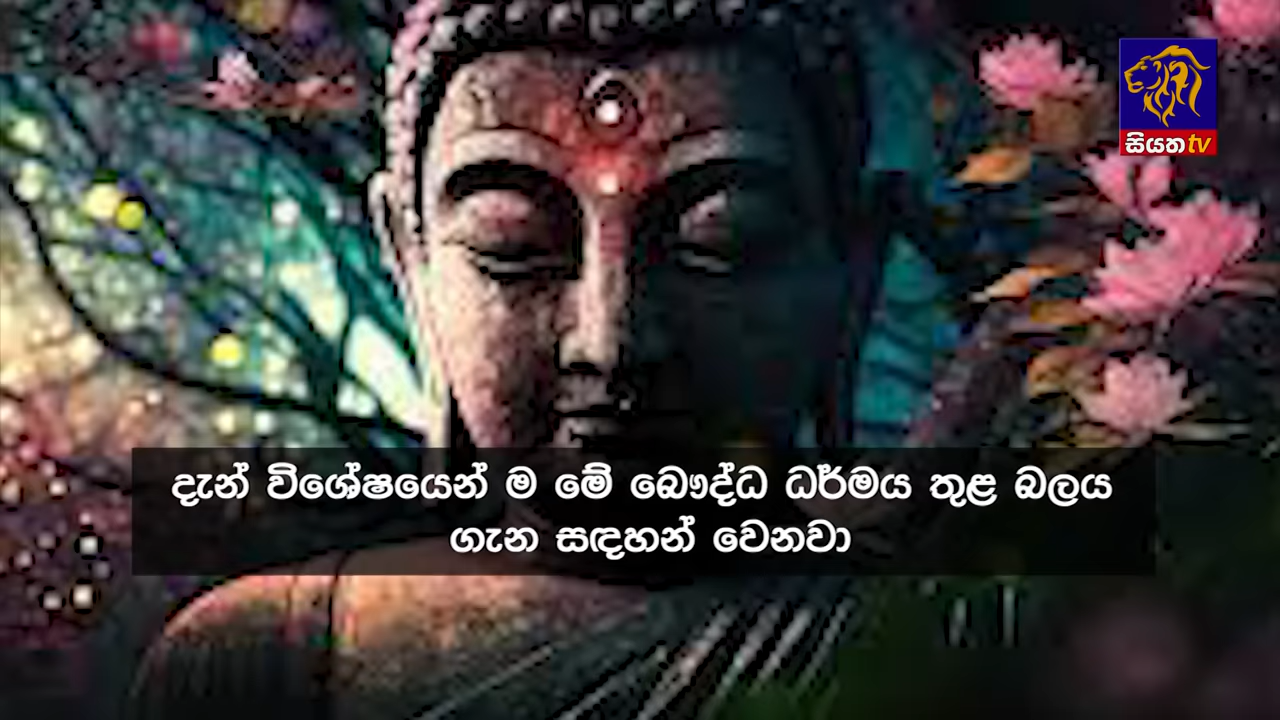 සියත tv
දැන් විශේෂයෙන් ම මේ බෞද්ධ ධර්මය තුළ බලය
ගැන සඳහන් වෙනවා